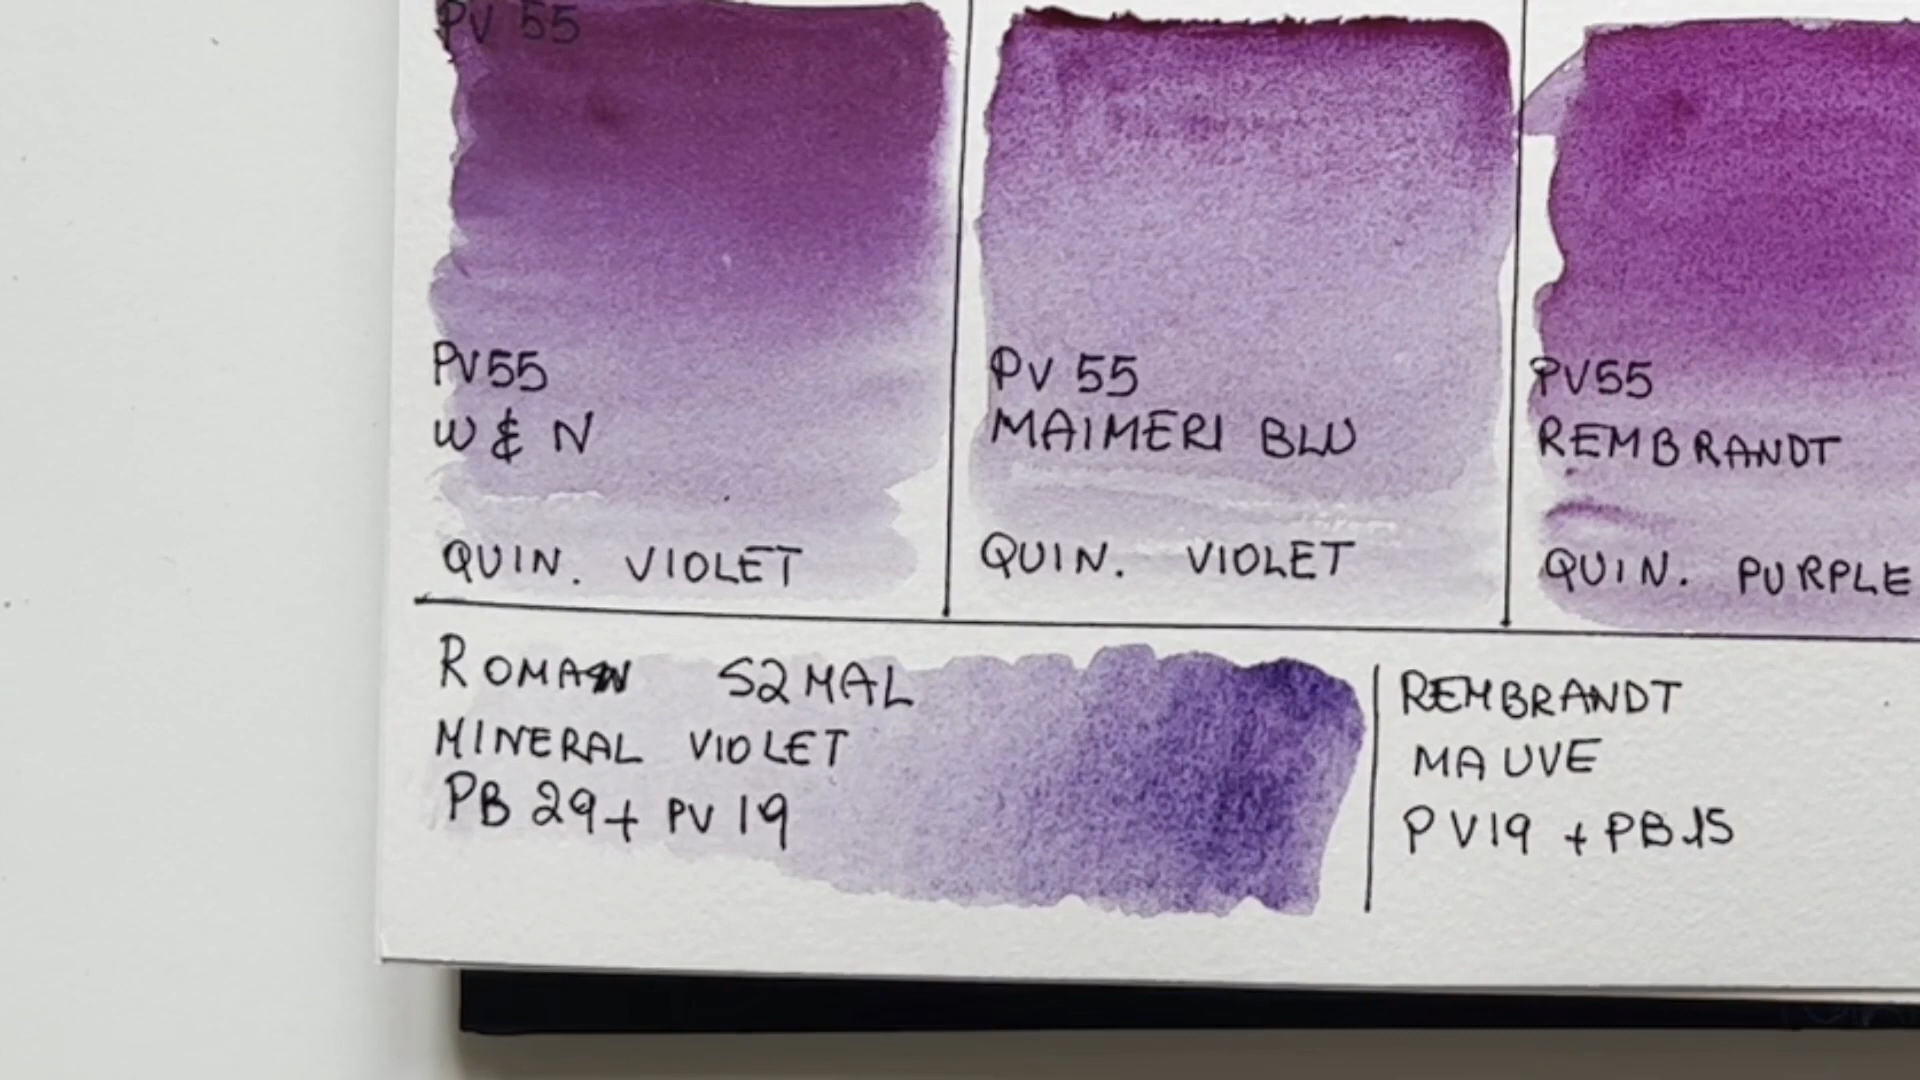 PV 55
PV55
W & N
QUIN. VIOLET
PV 55
MAIMERI BLU
QUIN. VIOLET
PV55
REMBRANDT
QUIN. PURPLE
ROMAN SZMAL
MINERAL VIOLET
PB 29 + PV 19
REMBRANDT
MAUVE
PV19 + PB15